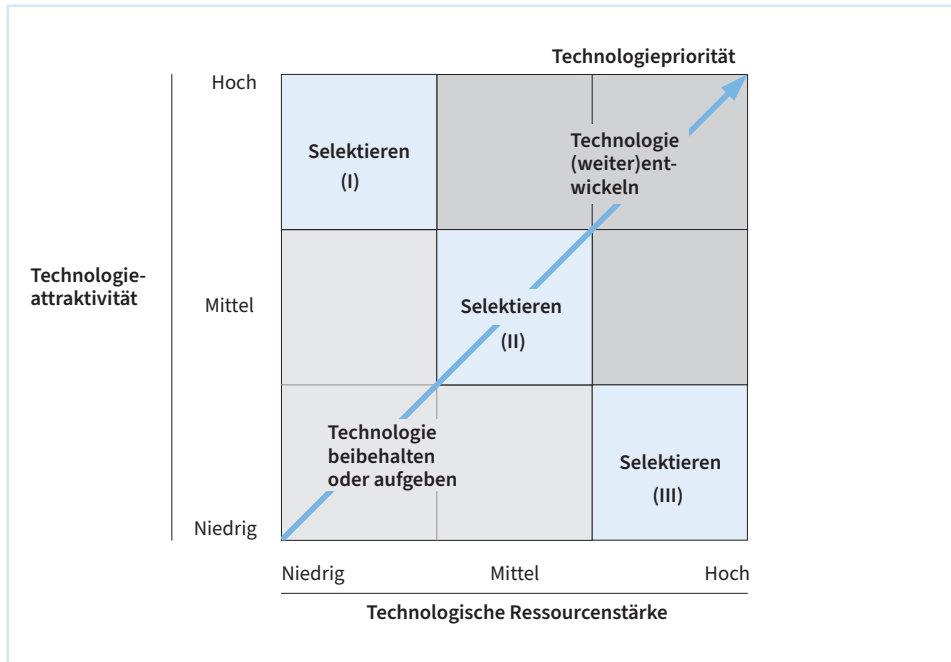 Technologiepriorität
Hoch
Selektieren
(I)
Technologie
(weiter)ent-
wickeln
Technologie-
attraktivität
Mittel
Selektieren
(II)
Technologie
beibehalten
oder aufgeben
Selektieren
(III)
Niedrig
Niedrig
Mittel
Hoch
Technologische Ressourcenstärke